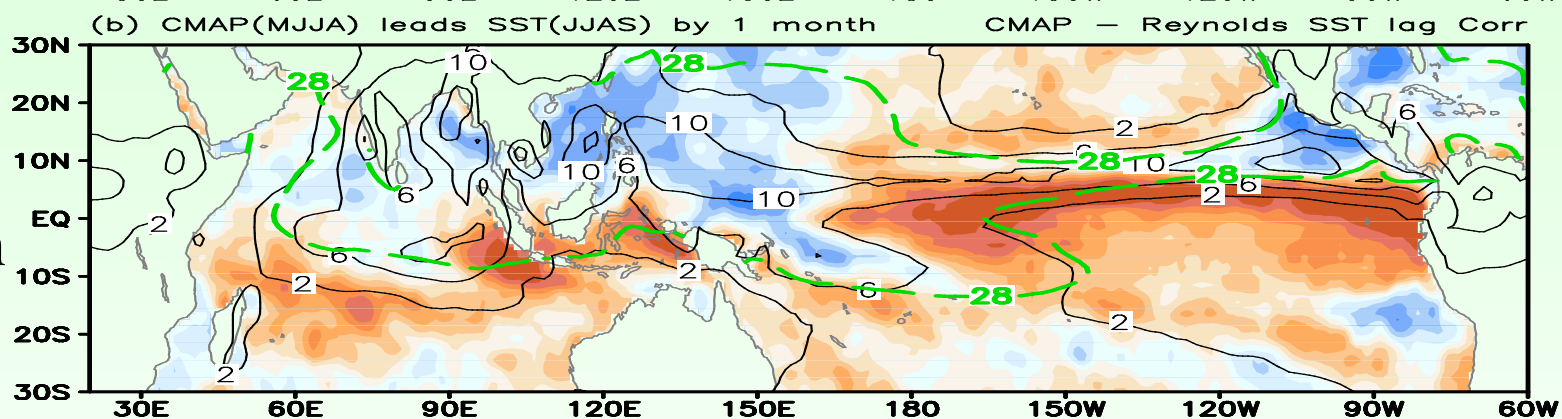 (b) CMAP(MJJA) leads SST(JJAS) by 1 month CMAP — Reynolds SST lag Corr
30N
28 10 28
20N
10 2 6
10N
10 6 28 10 28
6 10 2 6
EQ
2 6
10S
2 2 6 28
2
20S
2
30S
30E 60E 90E 120E 150E 180 150W 120W 90W 60W